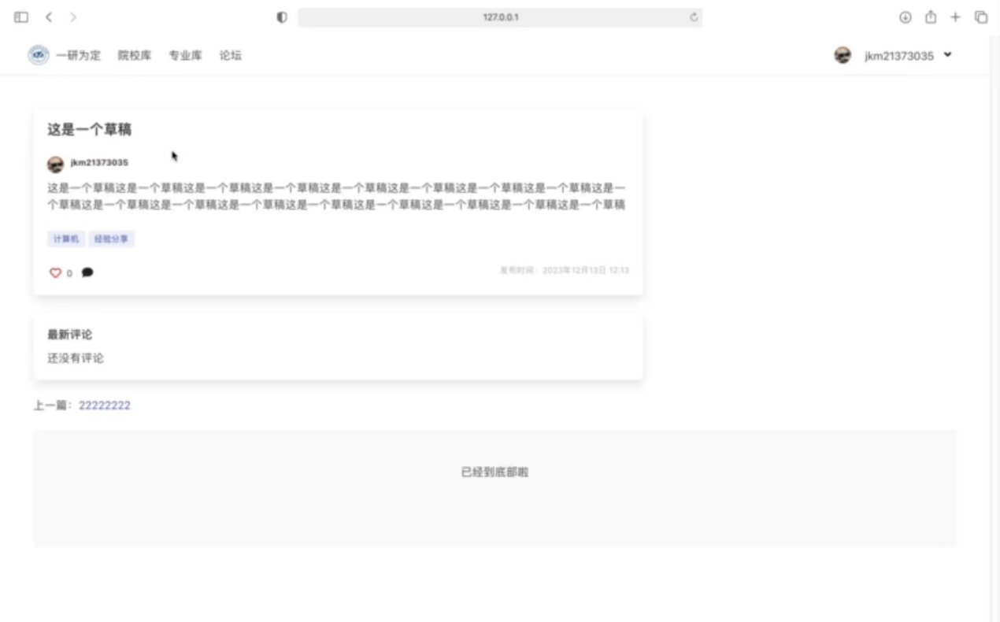 127.0.0.1
一研为定 院校库 专业库 论坛 jkm21373035
这是一个草稿
jkm21373035
这是一个草稿这是一个草稿这是一个草稿这是一个草稿这是一个草稿这是一个草稿这是一个草稿这是一个草稿这是一
个草稿这是一个草稿这是一个草稿这是一个草稿这是一个草稿这是一个草稿这是一个草稿这是一个草稿这是一个草稿
计算机 经验分享
0
发布时间：2023年12月13日 12:13
最新评论
还没有评论
上一篇：22222222
已经到底部啦